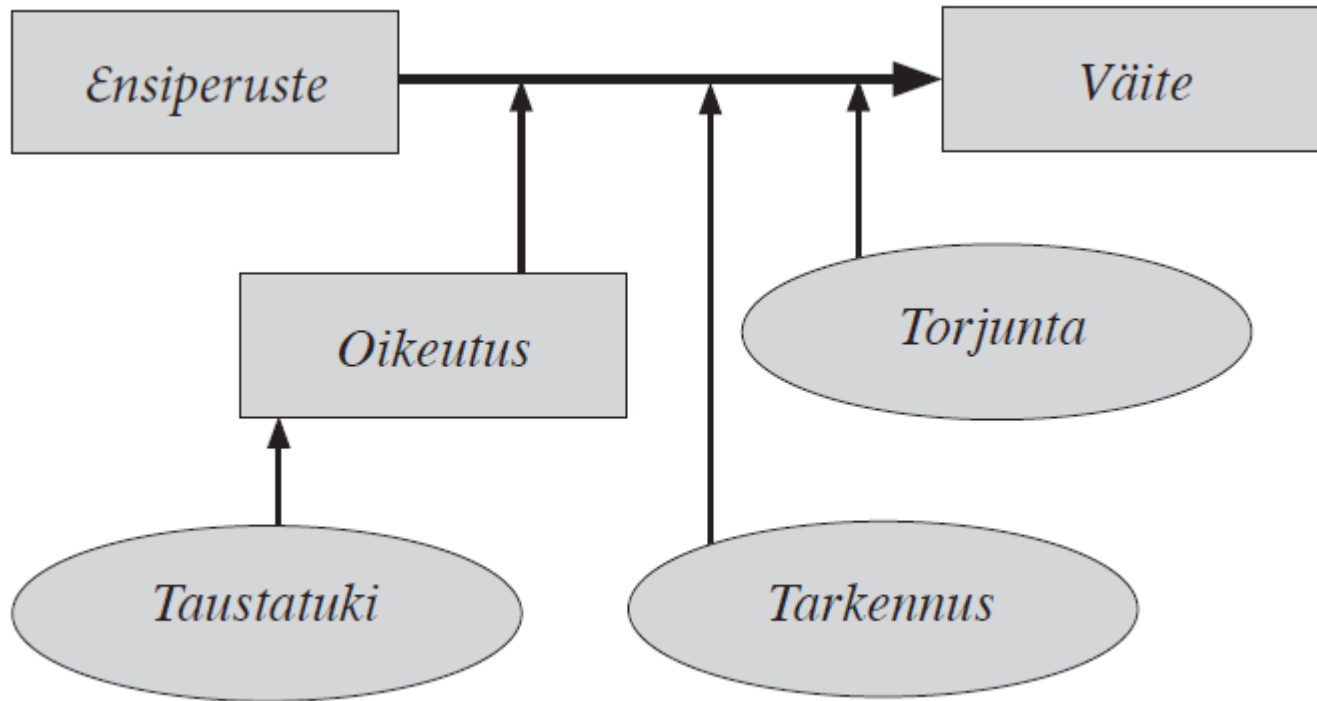 Ensiperuste
Väite
Oikeutus
Torjunta
Taustatuki
Tarkennus